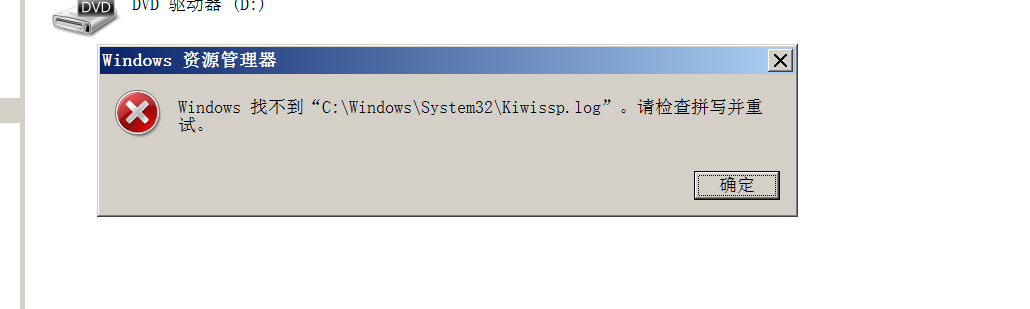 DVD 驱动器 (D:)
DVD
Windows 资源管理器
Windows 找不到“C:\Windows\System32\Kiwissp.log”。请检查拼写并重
试。
确定